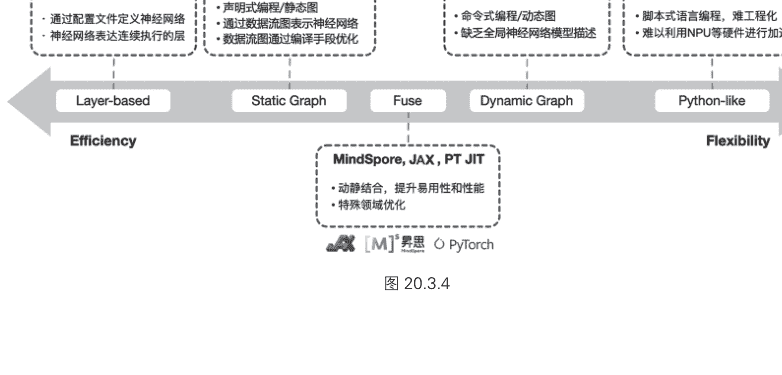 · 通过配置文件定义神经网络
· 神经网络表达连续执行的层
• 声明式编程/静态图
• 通过数据流图表示神经网络
• 数据流图通过编译手段优化
• 命令式编程/动态图
• 缺乏全局神经网络模型描述
• 脚本式语言编程，难工程化
• 难以利用NPU等硬件进行加
Layer-based
Static Graph
Fuse
Dynamic Graph
Python-like
Efficiency
Flexibility
MindSpore, JAX , PT JIT
• 动静结合，提升易用性和性能
• 特殊领域优化
JAX
[M]s 昇思
MindSpore
PyTorch
图 20.3.4